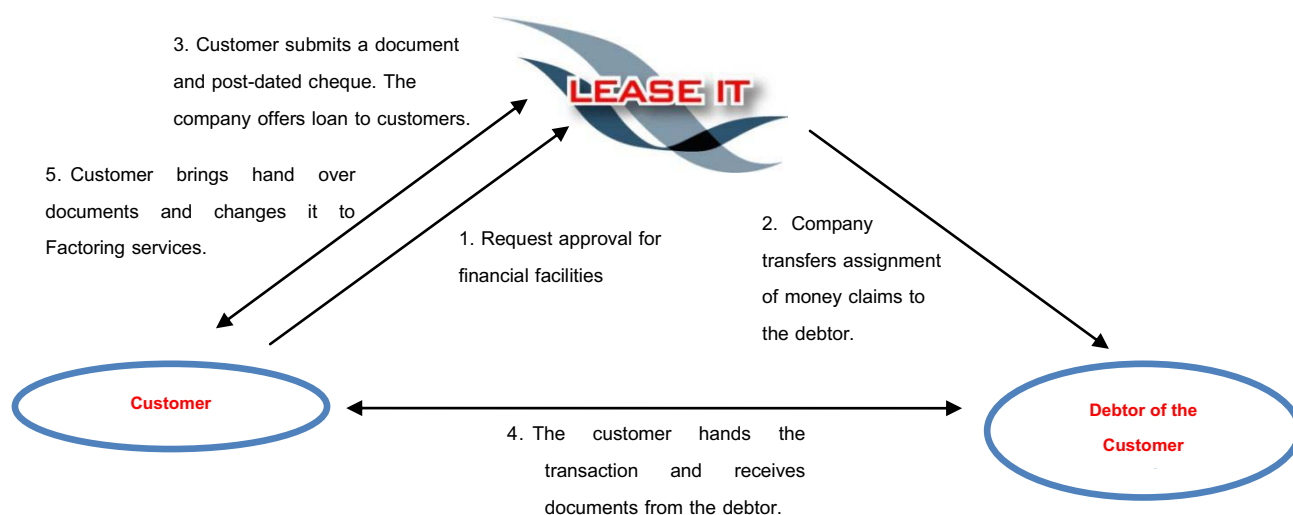 3. Customer submits a document
and post-dated cheque. The
company offers loan to customers.
LEASE IT
5. Customer brings hand over
documents and changes it to
Factoring services.
1. Request approval for
financial facilities
2. Company
transfers assignment
of money claims to
the debtor.
Customer
Debtor of the
Customer
4. The customer hands the
transaction and receives
documents from the debtor.